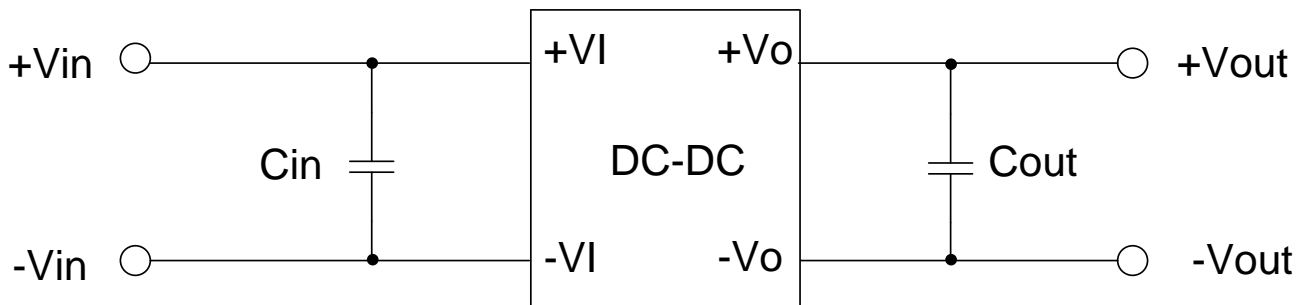 +Vin
+VI
+Vo
+Vout
Cin
DC-DC
Cout
-Vin
-VI
-Vo
-Vout